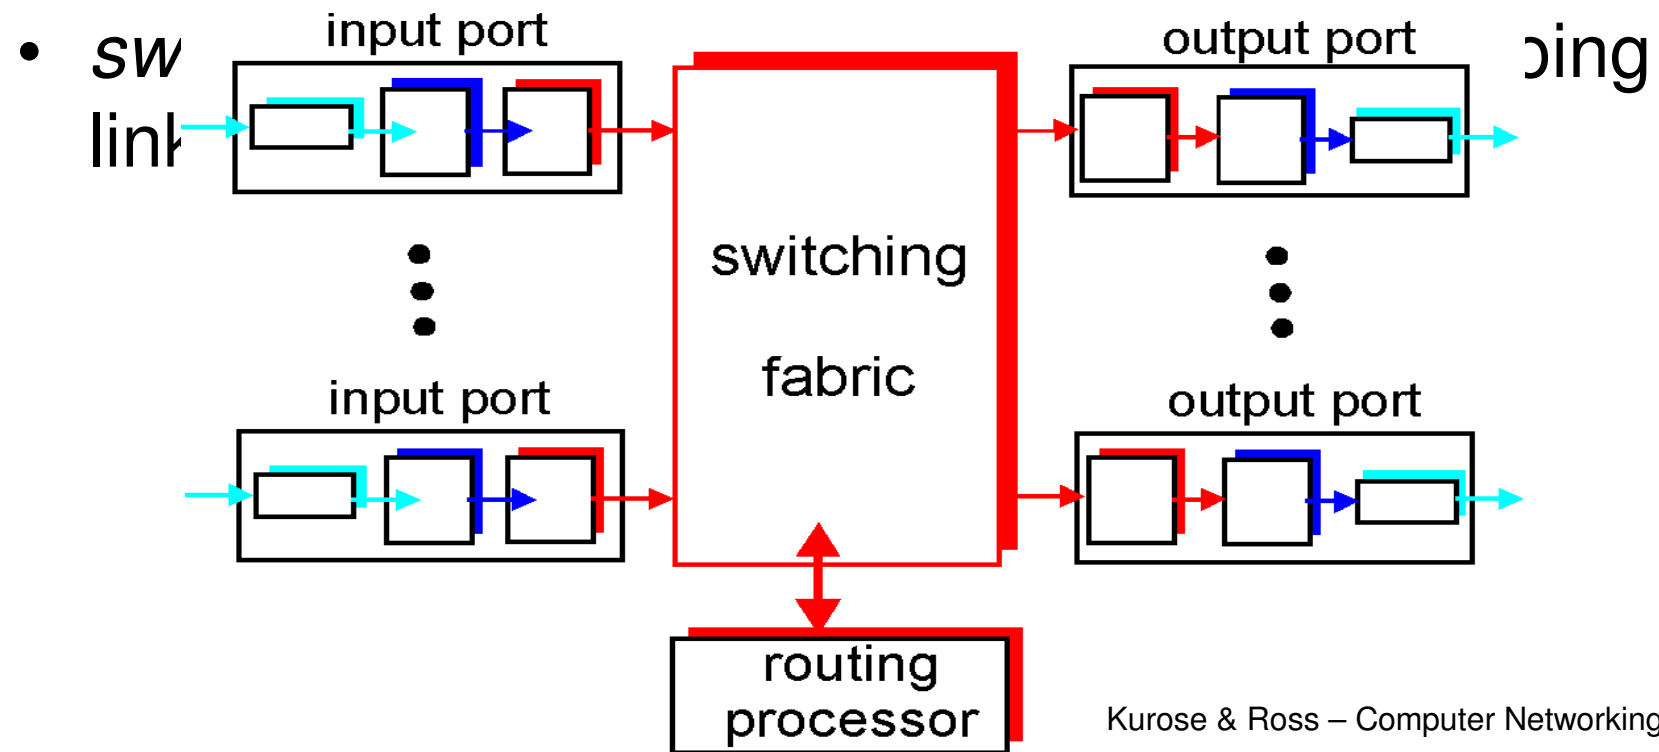 input port
output port
switching
fabric
input port
output port
routing
processor
Kurose & Ross – Computer Networking